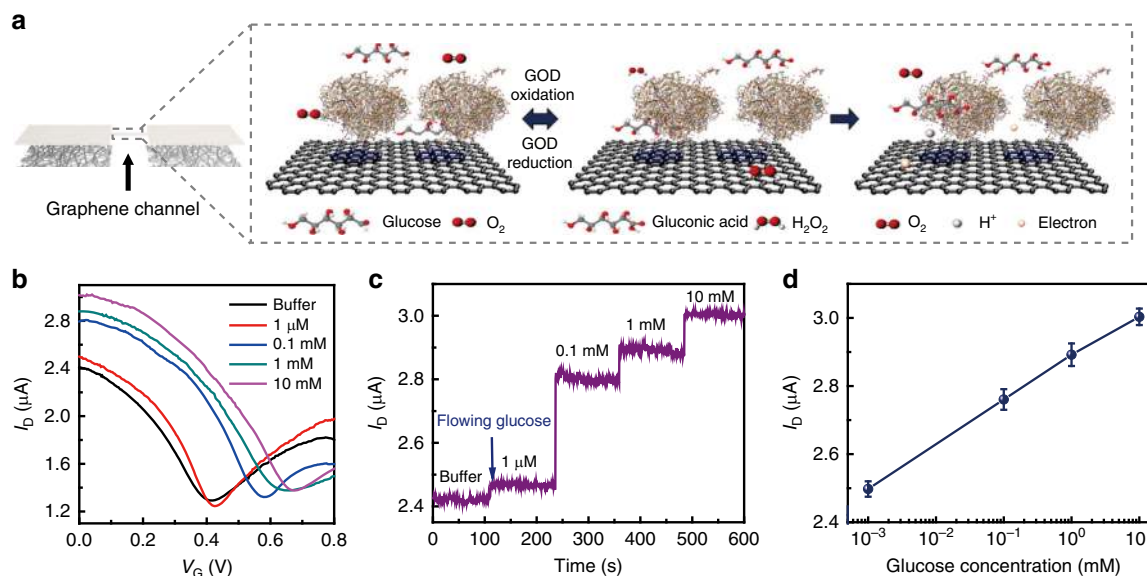 a
GOD
oxidation
GOD
reduction
Graphene channel
Glucose
O2
Gluconic acid
H2O2
O2
H+
Electron
b
2.8
2.4
2.0
1.6
1.2
ID (μA)
0.0 0.2 0.4 0.6 0.8
VG (V)
Buffer
1 μM
0.1 mM
1 mM
10 mM
c
3.0
2.8
2.6
2.4
ID (μA)
Buffer
Flowing glucose
1 μM
0.1 mM
1 mM
10 mM
0 100 200 300 400 500 600
Time (s)
d
3.0
2.8
2.6
2.4
ID (μA)
10−3 10−2 10−1 100 10
Glucose concentration (mM)